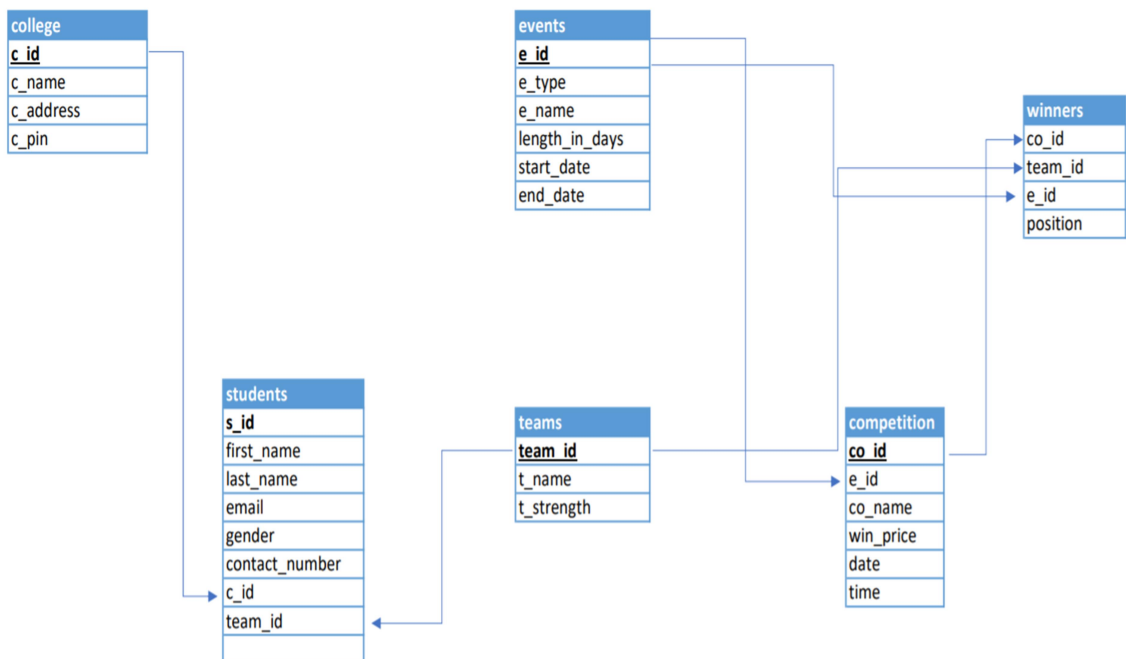 college
c_id
c_name
c_address
c_pin
events
e_id
e_type
e_name
length_in_days
start_date
end_date
winners
co_id
team_id
e_id
position
students
s_id
first_name
last_name
email
gender
contact_number
c_id
team_id
teams
team_id
t_name
t_strength
competition
co_id
e_id
co_name
win_price
date
time